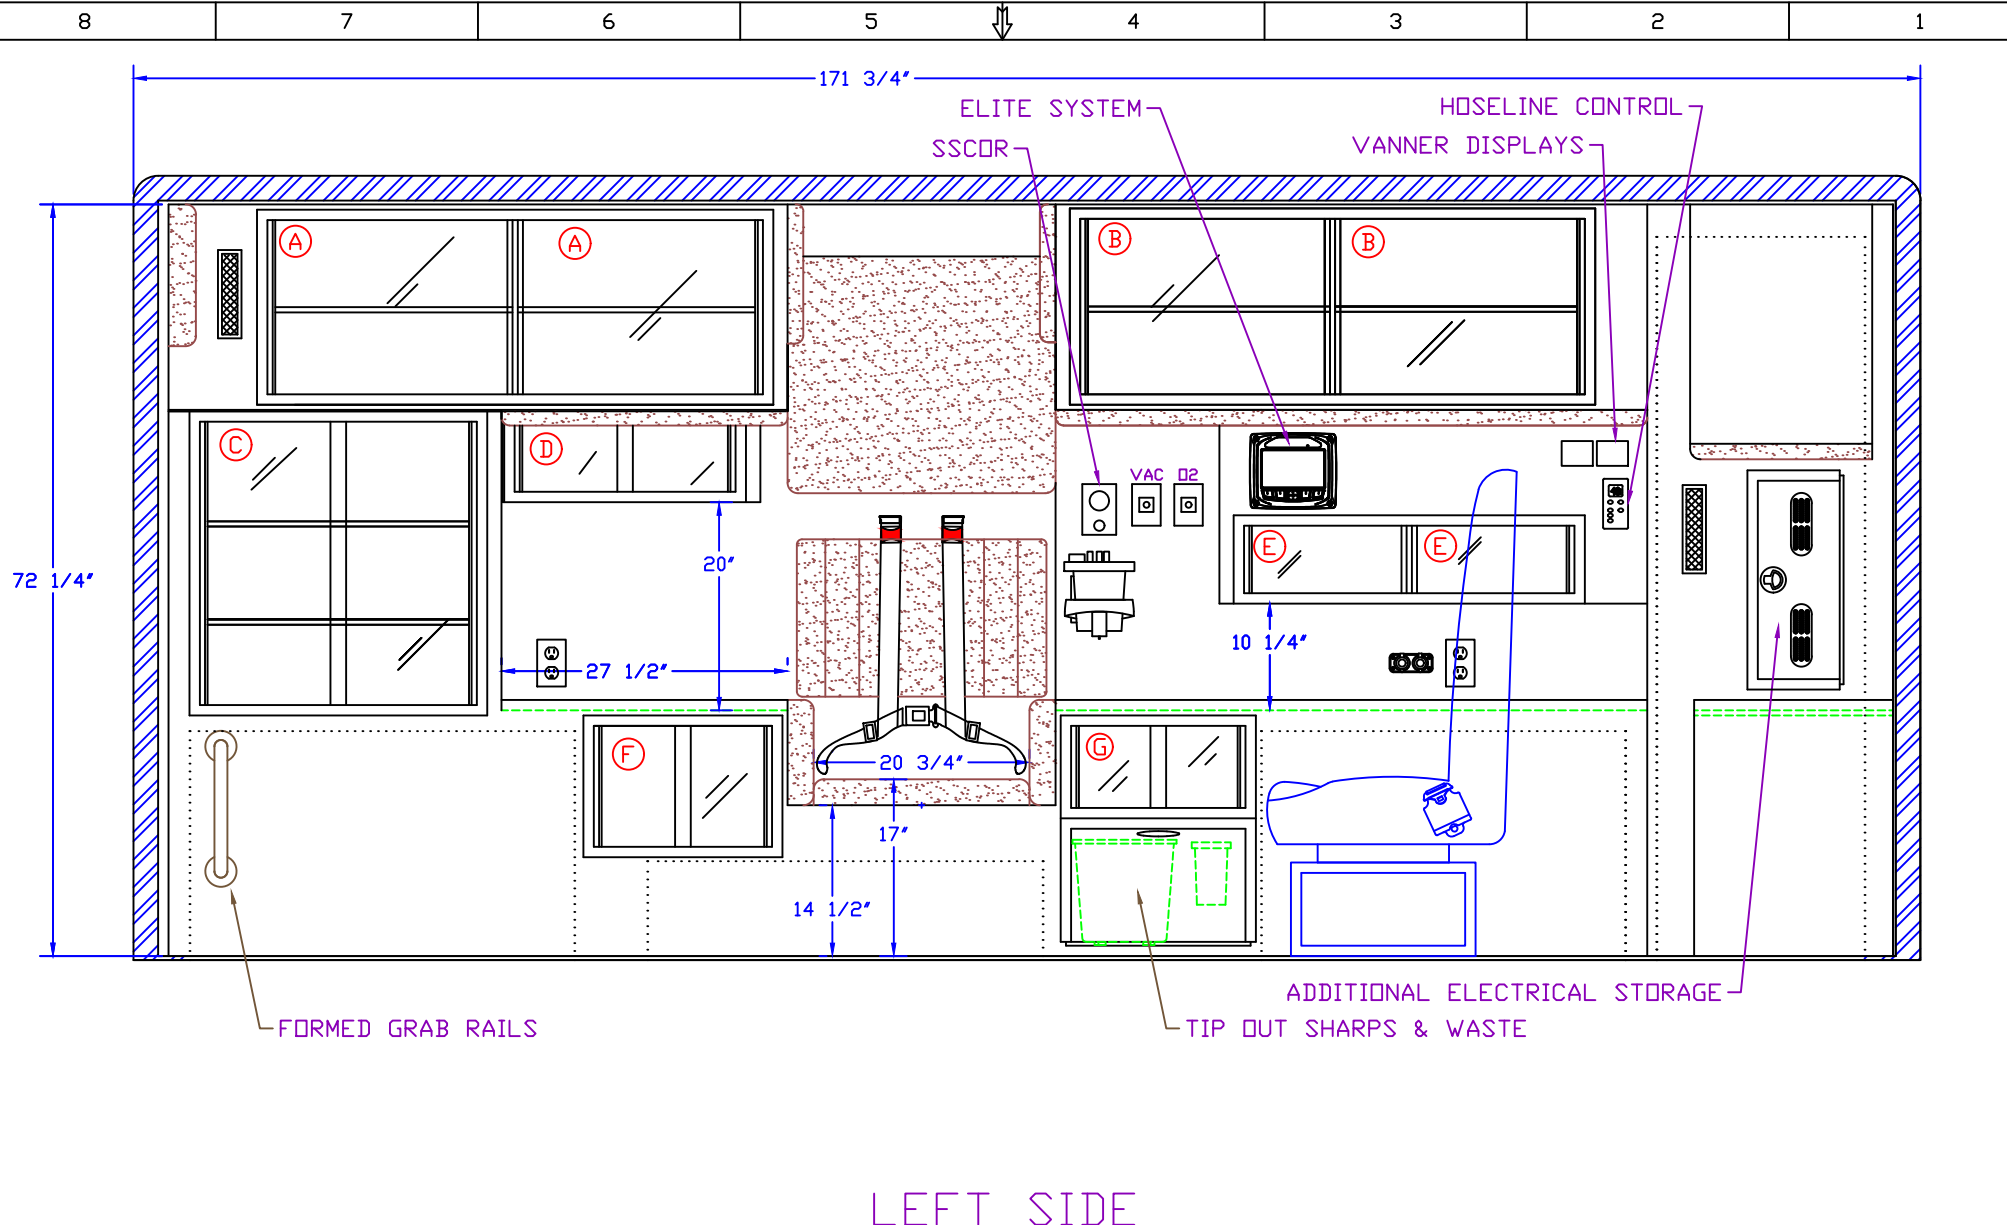 8 7 6 5 4 3 2 1
171 3/4"
ELITE SYSTEM
HOSELINE CONTROL
SSCOR
VANNER DISPLAYS
A A B B
C D
VAC O2
E E
20"
72 1/4"
27 1/2"
10 1/4"
F G
20 3/4"
17"
14 1/2"
ADDITIONAL ELECTRICAL STORAGE
FORMED GRAB RAILS
TIP OUT SHARPS & WASTE
LEFT SIDE